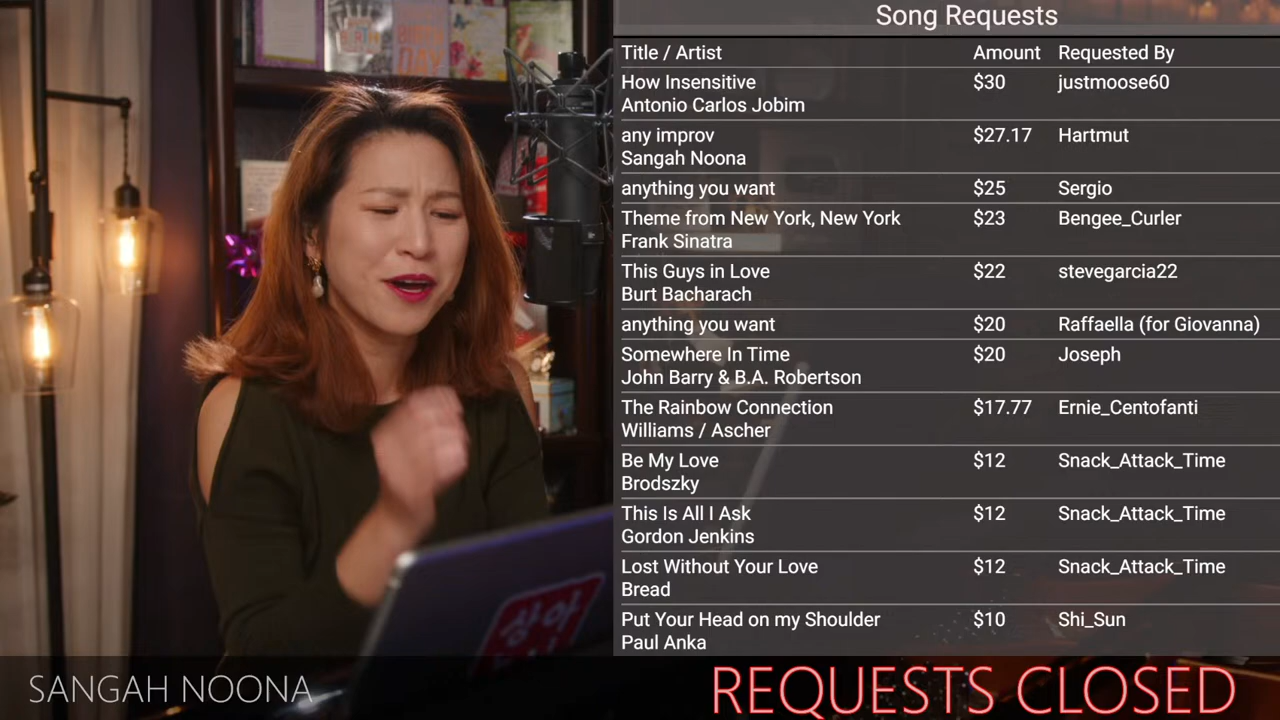 Song Requests
Title / Artist Amount Requested By
How Insensitive $30 justmoose60
Antonio Carlos Jobim
any improv $27.17 Hartmut
Sangah Noona
anything you want $25 Sergio
Theme from New York, New York $23 Bengee_Curler
Frank Sinatra
This Guys in Love $22 stevegarcia22
Burt Bacharach
anything you want $20 Raffaella (for Giovanna)
Somewhere In Time $20 Joseph
John Barry & B.A. Robertson
The Rainbow Connection $17.77 Ernie_Centofanti
Williams / Ascher
Be My Love $12 Snack_Attack_Time
Brodszky
This Is All I Ask $12 Snack_Attack_Time
Gordon Jenkins
Lost Without Your Love $12 Snack_Attack_Time
Bread
Put Your Head on my Shoulder $10 Shi_Sun
Paul Anka
상아
SANGAH NOONA
REQUESTS CLOSED